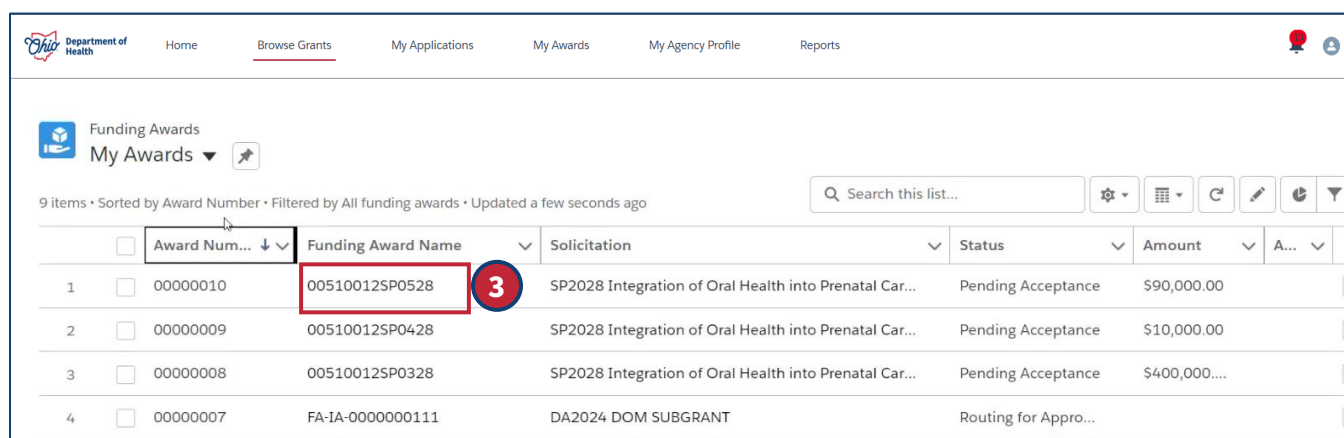 Ohio Department of Health Home Browse Grants My Applications My Awards My Agency Profile Reports
Funding Awards
My Awards
9 items • Sorted by Award Number • Filtered by All funding awards • Updated a few seconds ago Search this list...
Award Num... Funding Award Name Solicitation Status Amount A...
1 00000010 00510012SP0528 3 SP2028 Integration of Oral Health into Prenatal Car... Pending Acceptance $90,000.00
2 00000009 00510012SP0428 SP2028 Integration of Oral Health into Prenatal Car... Pending Acceptance $10,000.00
3 00000008 00510012SP0328 SP2028 Integration of Oral Health into Prenatal Car... Pending Acceptance $400,000....
4 00000007 FA-IA-0000000111 DA2024 DOM SUBGRANT Routing for Appro...